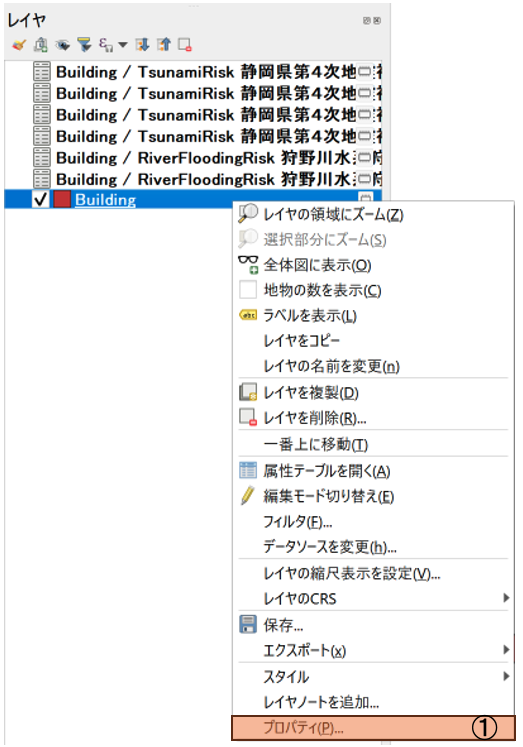 レイヤ
Building / TsunamiRisk 静岡県第4次地
Building / TsunamiRisk 静岡県第4次地
Building / TsunamiRisk 静岡県第4次地
Building / TsunamiRisk 静岡県第4次地
Building / RiverFloodingRisk 狩野川水
Building / RiverFloodingRisk 狩野川水
Building
レイヤの領域にズーム(Z)
選択部分にズーム(S)
全体図に表示(O)
地物の数を表示(C)
abc ラベルを表示(L)
レイヤをコピー
レイヤの名前を変更(n)
レイヤを複製(D)
レイヤを削除(R)...
一番上に移動(T)
属性テーブルを開く(A)
編集モード切り替え(E)
フィルタ(F)...
データソースを変更(h)...
レイヤの縮尺表示を設定(V)...
レイヤのCRS
保存...
エクスポート(x)
スタイル
レイヤノートを追加...
プロパティ(P)... ①